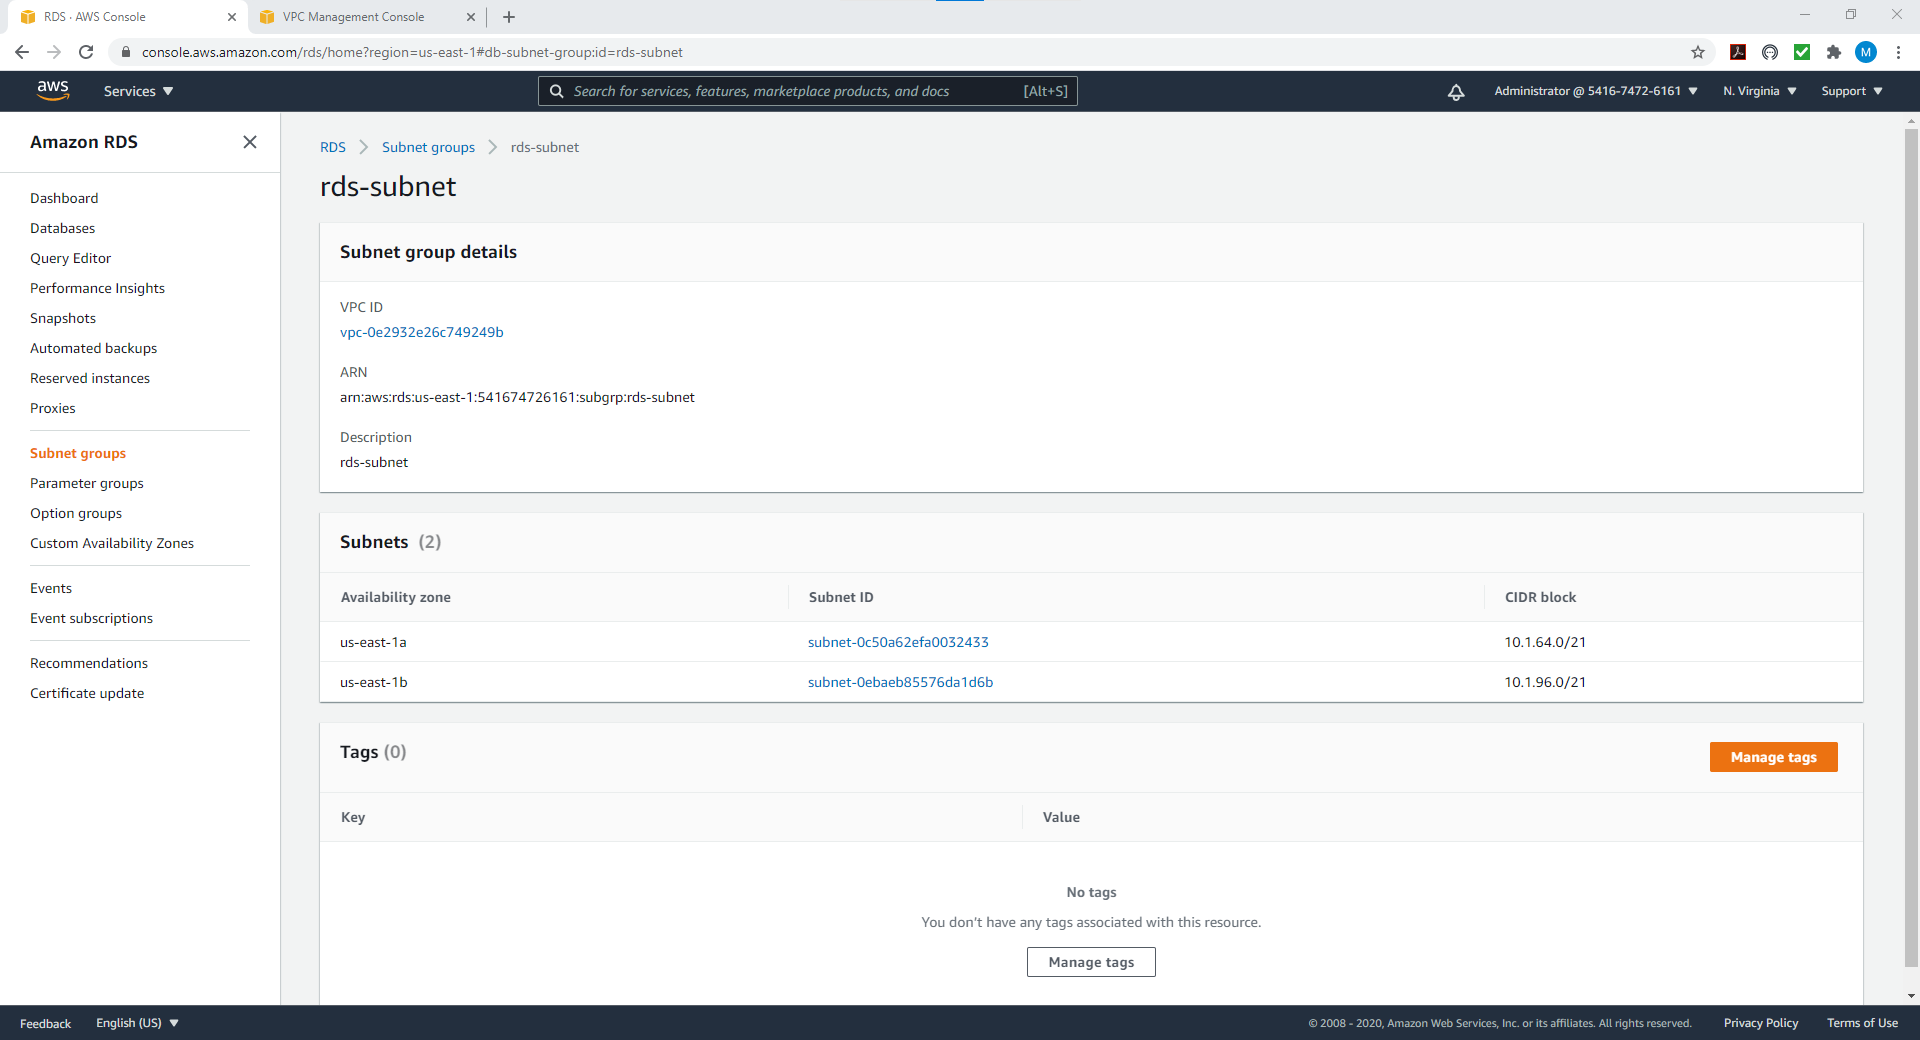 RDS · AWS Console
VPC Management Console
console.aws.amazon.com/rds/home?region=us-east-1#db-subnet-group:id=rds-subnet
M
aws
Services
Search for services, features, marketplace products, and docs [Alt+S]
Administrator @ 5416-7472-6161
N. Virginia
Support
Amazon RDS
Dashboard
Databases
Query Editor
Performance Insights
Snapshots
Automated backups
Reserved instances
Proxies
Subnet groups
Parameter groups
Option groups
Custom Availability Zones
Events
Event subscriptions
Recommendations
Certificate update
RDS Subnet groups rds-subnet
rds-subnet
Subnet group details
VPC ID
vpc-0e2932e26c749249b
ARN
arn:aws:rds:us-east-1:541674726161:subgrp:rds-subnet
Description
rds-subnet
Subnets (2)
Availability zone Subnet ID CIDR block
us-east-1a subnet-0c50a62efa0032433 10.1.64.0/21
us-east-1b subnet-0ebaeb85576da1d6b 10.1.96.0/21
Tags (0)
Manage tags
Key Value
No tags
You don't have any tags associated with this resource.
Manage tags
Feedback English (US) © 2008 - 2020, Amazon Web Services, Inc. or its affiliates. All rights reserved. Privacy Policy Terms of Use